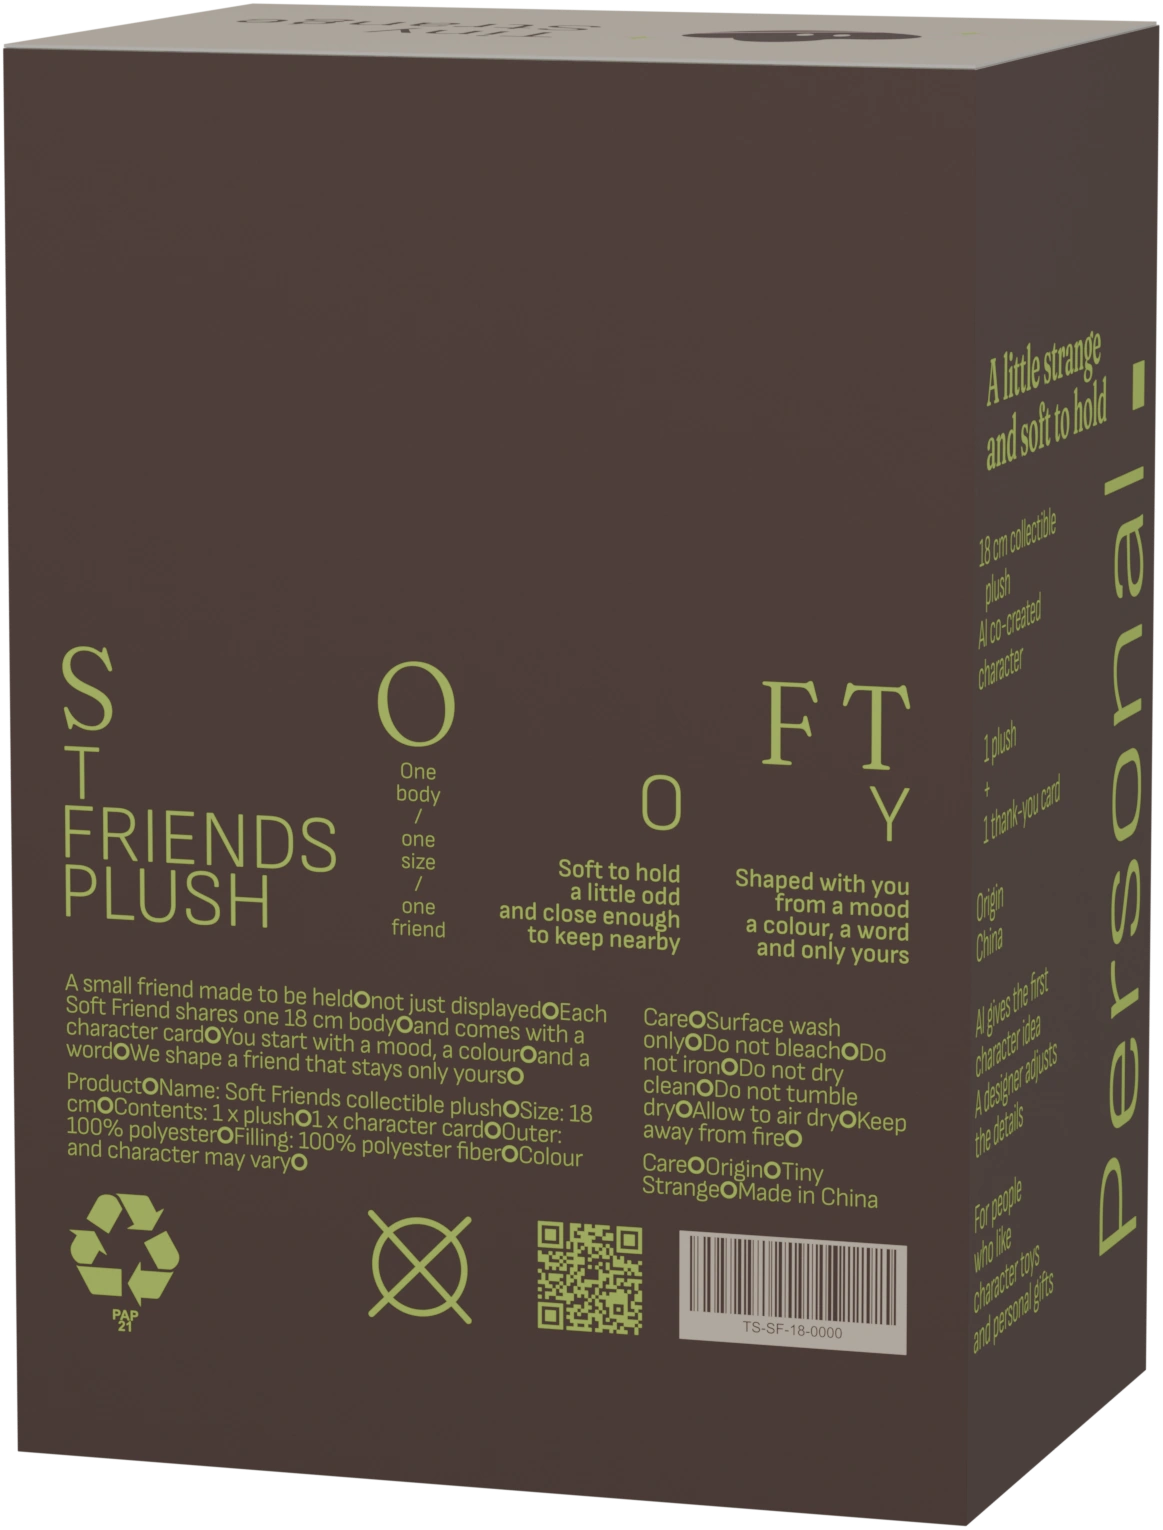 Tiny
Strange
S O F T
T O Y
FRIENDS
PLUSH
One
body
/
one
size
/
one
friend
Soft to hold
a little odd
and close enough
to keep nearby
Shaped with you
from a mood
a colour, a word
and only yours
A small friend made to be held not just displayed Each
Soft Friend shares one 18 cm body and comes with a
character card You start with a mood, a colour and a
word We shape a friend that stays only yours
Product Name: Soft Friends collectible plush Size: 18
cm Contents: 1 x plush 1 x character card Outer:
100% polyester Filling: 100% polyester fiber Colour
and character may vary
Care Surface wash
only Do not bleach Do
not iron Do not dry
clean Do not tumble
dry Allow to air dry Keep
away from fire
Care Origin Tiny
Strange Made in China
PAP
21
TS-SF-18-0000
A little strange
and soft to hold
18 cm collectible
plush
AI co-created
character
1 plush
+
1 thank-you card
Origin
China
AI gives the first
character idea
A designer adjusts
the details
For people
who like
character toys
and personal gifts
Personal